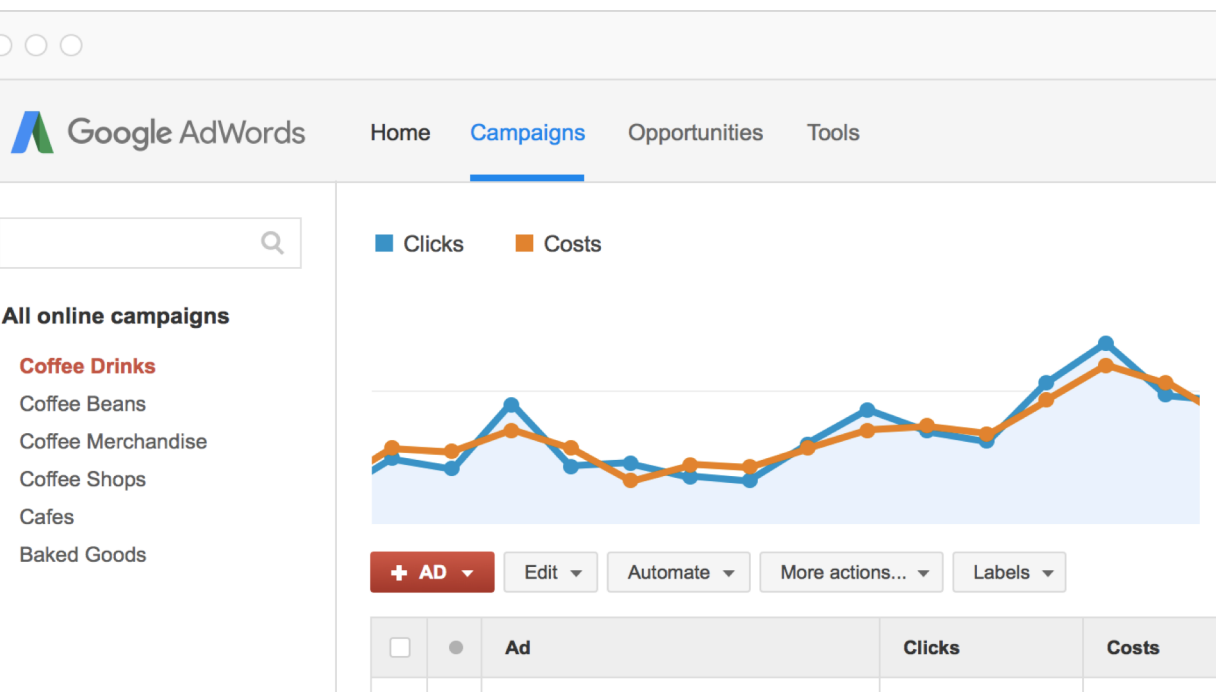 Google AdWords
Home Campaigns Opportunities Tools
Clicks Costs
All online campaigns
Coffee Drinks
Coffee Beans
Coffee Merchandise
Coffee Shops
Cafes
Baked Goods
+ AD Edit Automate More actions... Labels
Ad Clicks Costs